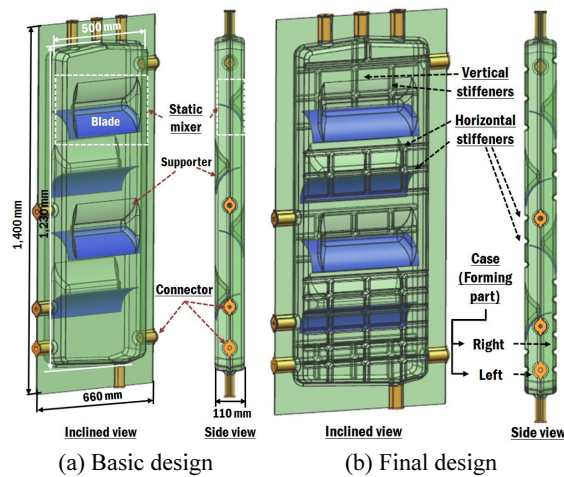 500 mm
Static
mixer
Blade
Supporter
1,400 mm
1,230 mm
Connector
660 mm
110 mm
Inclined view
Side view
(a) Basic design
Vertical
stiffeners
Horizontal
stiffeners
Case
(Forming
part)
Right
Left
Inclined view
Side view
(b) Final design